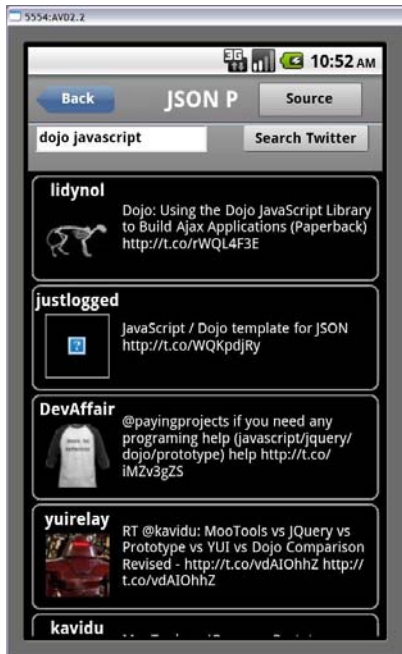 5554:AVD2.2
3G
10:52 AM
Back
JSON P
Source
dojo javascript
Search Twitter
lidynol
Dojo: Using the Dojo JavaScript Library
to Build Ajax Applications (Paperback)
http://t.co/rWQL4F3E
justlogged
JavaScript / Dojo template for JSON
http://t.co/WQKpdjRy
DevAffair
@payingprojects if you need any
programing help (javascript/jquery/
dojo/prototype) help http://t.co/
iMZv3gZS
yuirelay
RT @kavidu: MooTools vs JQuery vs
Prototype vs YUI vs Dojo Comparison
Revised - http://t.co/vdAIOhhZ http://
t.co/vdAIOhhZ
kavidu